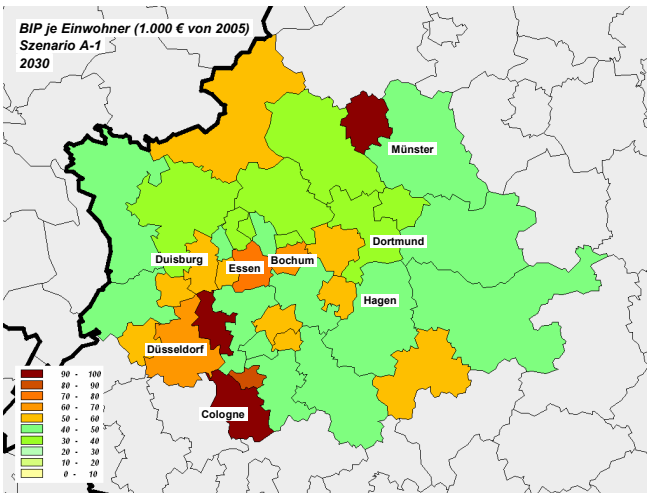 BIP je Einwohner (1.000 € von 2005)
Szenario A-1
2030
Münster
Dortmund
Duisburg
Essen
Bochum
Hagen
Düsseldorf
Cologne
90 - 100
80 - 90
70 - 80
60 - 70
50 - 60
40 - 50
30 - 40
20 - 30
10 - 20
0 - 10